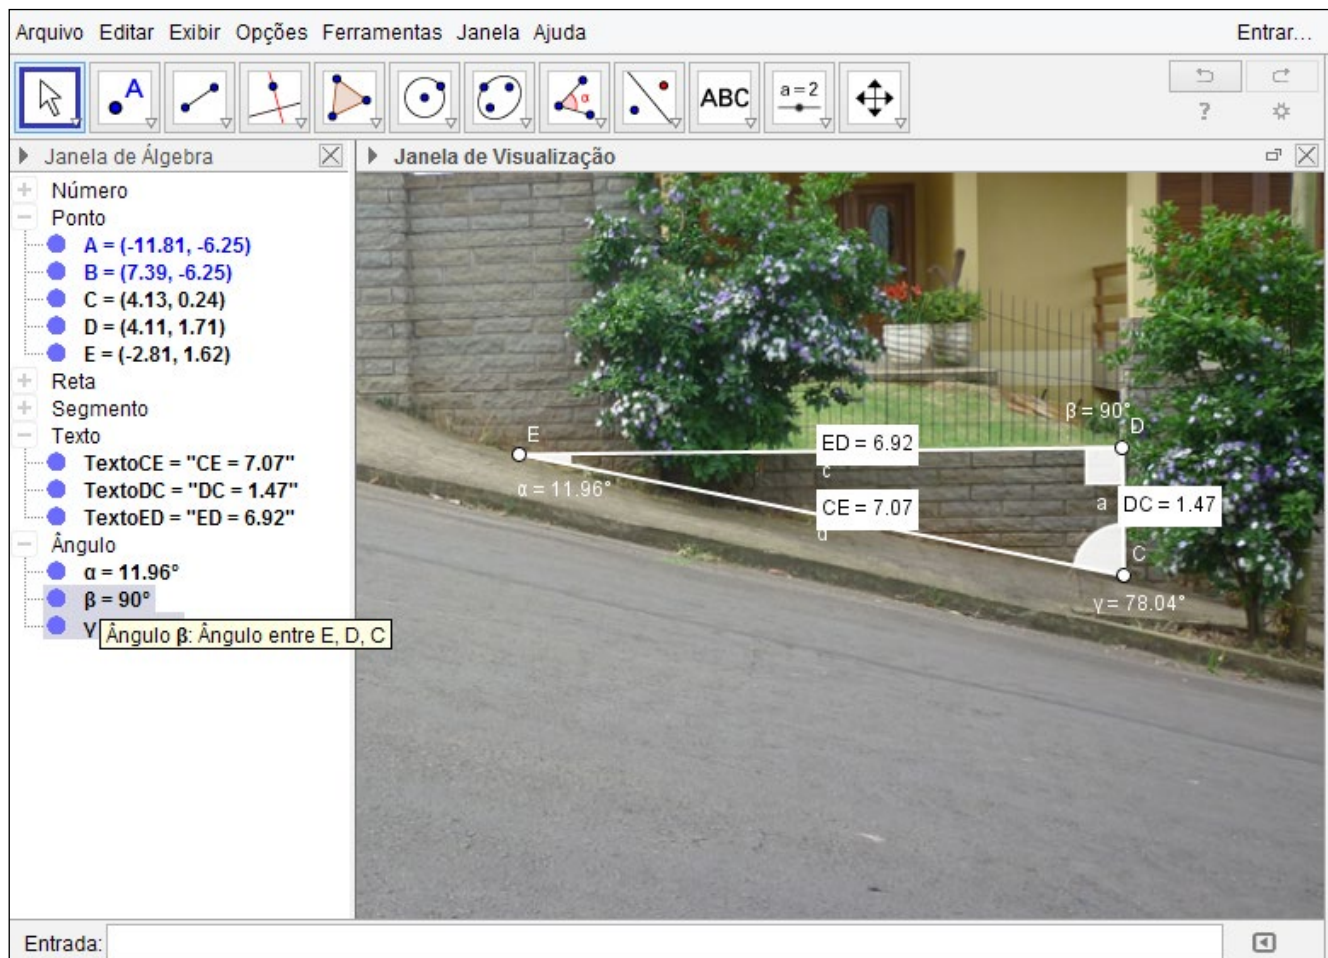 Arquivo Editar Exibir Opções Ferramentas Janela Ajuda
Entrar...
A
α
ABC
a = 2
?
Janela de Álgebra
Janela de Visualização
Número
Ponto
A = (-11.81, -6.25)
B = (7.39, -6.25)
C = (4.13, 0.24)
D = (4.11, 1.71)
E = (-2.81, 1.62)
Reta
Segmento
Texto
TextoCE = "CE = 7.07"
TextoDC = "DC = 1.47"
TextoED = "ED = 6.92"
Ângulo
α = 11.96°
β = 90°
γ
Ângulo β: Ângulo entre E, D, C
β = 90°
E
D
ED = 6.92
c
α = 11.96°
CE = 7.07
a
DC = 1.47
C
γ = 78.04°
Entrada: